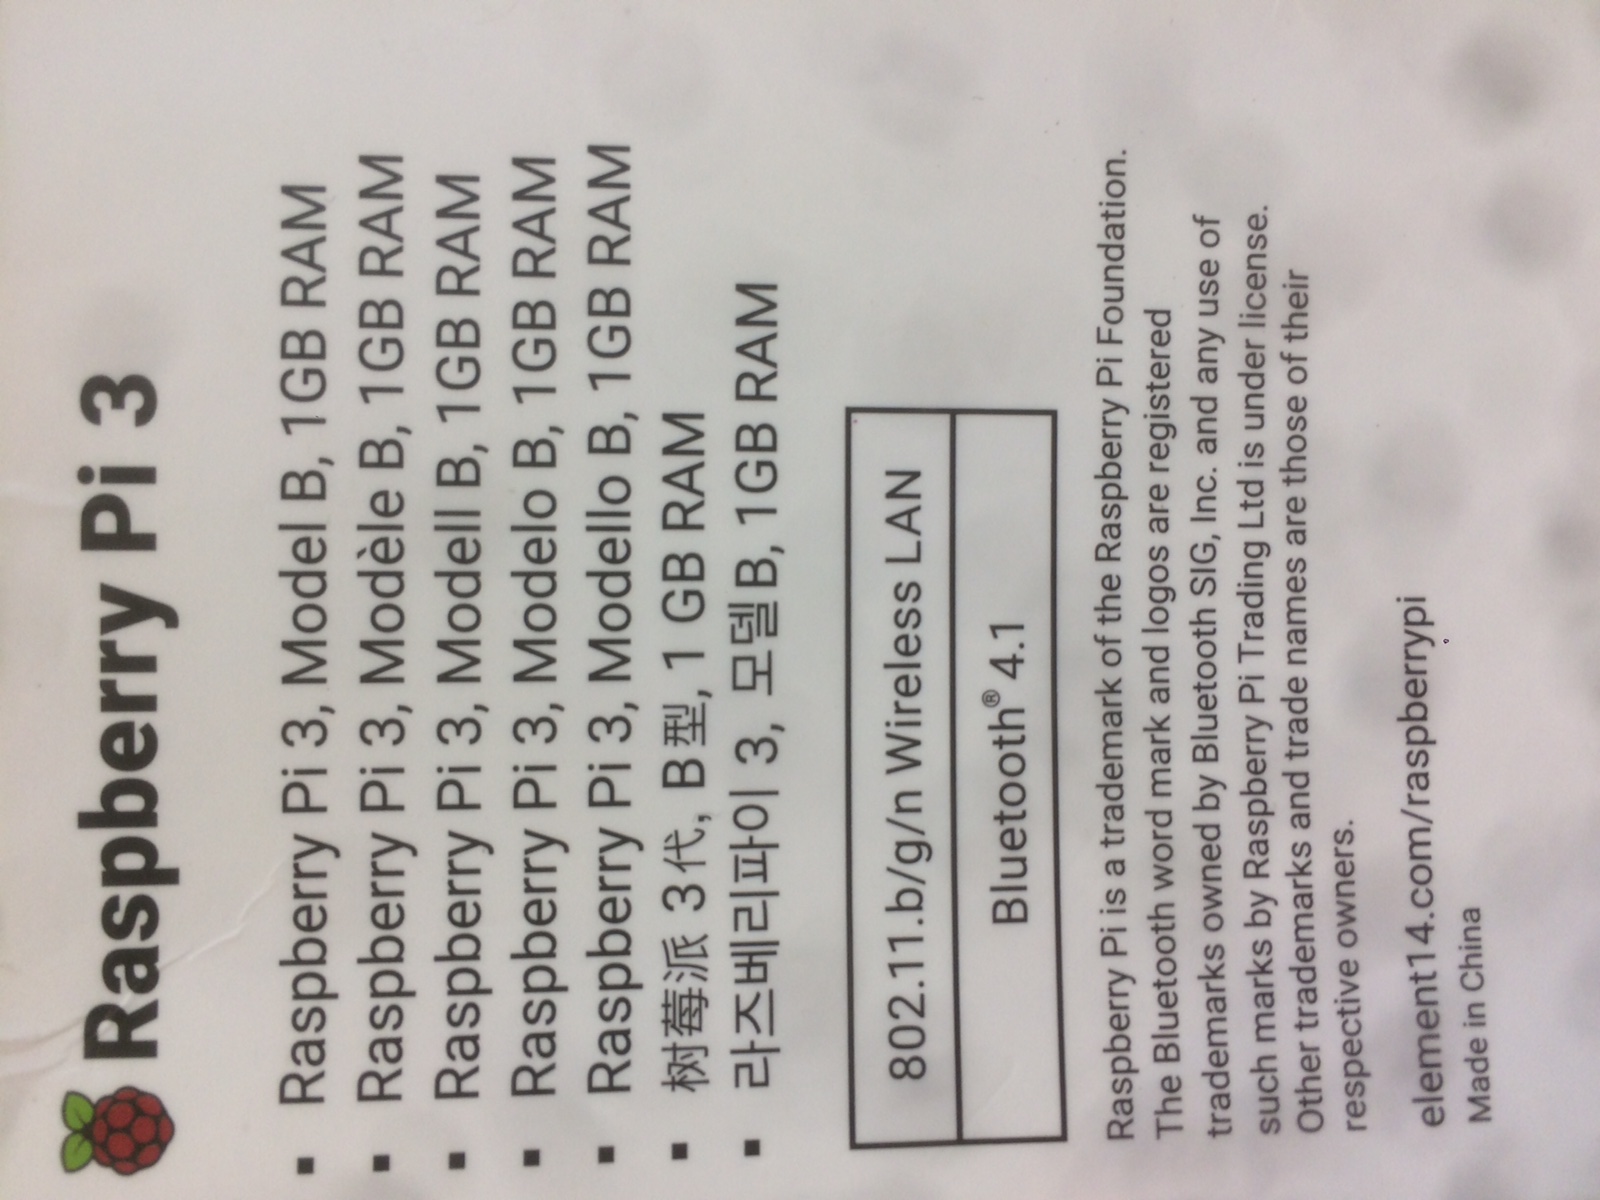 Raspberry Pi 3
▪ Raspberry Pi 3, Model B, 1GB RAM
▪ Raspberry Pi 3, Modèle B, 1GB RAM
▪ Raspberry Pi 3, Modell B, 1GB RAM
▪ Raspberry Pi 3, Modelo B, 1GB RAM
▪ Raspberry Pi 3, Modello B, 1GB RAM
▪ 树莓派 3代, B型, 1 GB RAM
▪ 라즈베리파이 3, 모델B, 1GB RAM
802.11.b/g/n Wireless LAN
Bluetooth® 4.1
Raspberry Pi is a trademark of the Raspberry Pi Foundation.
The Bluetooth word mark and logos are registered
trademarks owned by Bluetooth SIG, Inc. and any use of
such marks by Raspberry Pi Trading Ltd is under license.
Other trademarks and trade names are those of their
respective owners.
element14.com/raspberrypi
Made in China